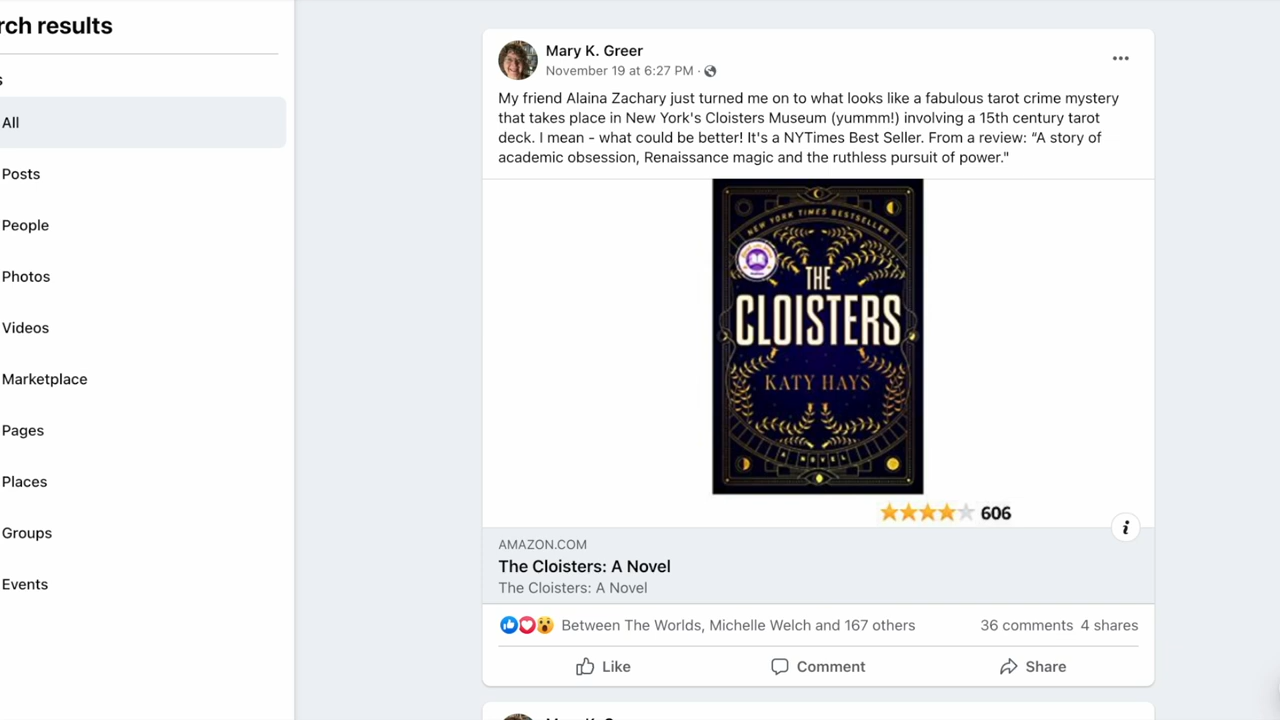 rch results
s
All
Posts
People
Photos
Videos
Marketplace
Pages
Places
Groups
Events
Mary K. Greer
November 19 at 6:27 PM ·
My friend Alaina Zachary just turned me on to what looks like a fabulous tarot crime mystery
that takes place in New York's Cloisters Museum (yummm!) involving a 15th century tarot
deck. I mean - what could be better! It's a NYTimes Best Seller. From a review: “A story of
academic obsession, Renaissance magic and the ruthless pursuit of power."
NEW YORK TIMES BESTSELLER
THE
CLOISTERS
KATY HAYS
A NOVEL
606
i
AMAZON.COM
The Cloisters: A Novel
The Cloisters: A Novel
Between The Worlds, Michelle Welch and 167 others 36 comments 4 shares
Like Comment Share